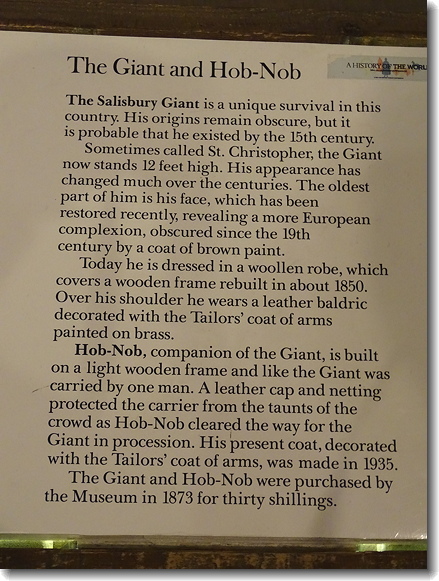 The Giant and Hob-Nob
A HISTORY OF THE WORL
The Salisbury Giant is a unique survival in this
country. His origins remain obscure, but it
is probable that he existed by the 15th century.
Sometimes called St. Christopher, the Giant
now stands 12 feet high. His appearance has
changed much over the centuries. The oldest
part of him is his face, which has been
restored recently, revealing a more European
complexion, obscured since the 19th
century by a coat of brown paint.
Today he is dressed in a woollen robe, which
covers a wooden frame rebuilt in about 1850.
Over his shoulder he wears a leather baldric
decorated with the Tailors' coat of arms
painted on brass.
Hob-Nob, companion of the Giant, is built
on a light wooden frame and like the Giant was
carried by one man. A leather cap and netting
protected the carrier from the taunts of the
crowd as Hob-Nob cleared the way for the
Giant in procession. His present coat, decorated
with the Tailors' coat of arms, was made in 1935.
The Giant and Hob-Nob were purchased by
the Museum in 1873 for thirty shillings.